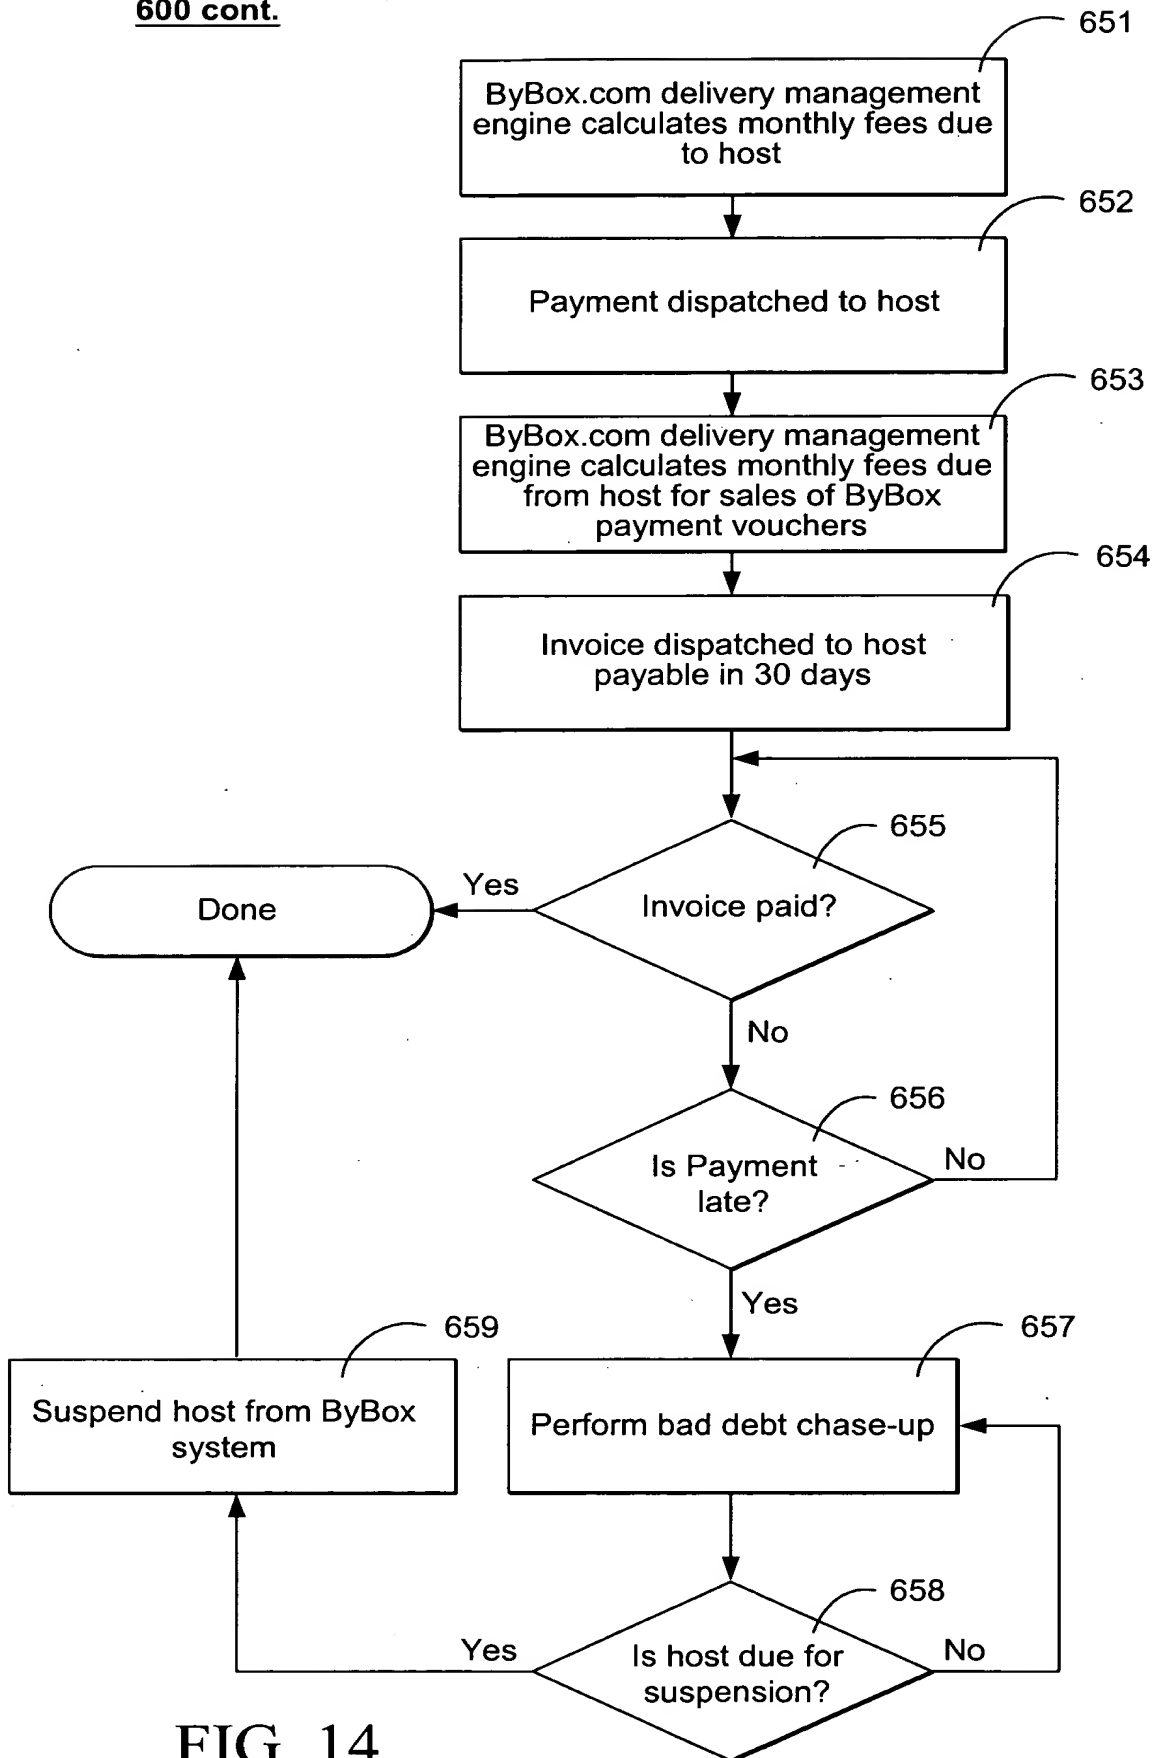 600 cont.
651
ByBox.com delivery management
engine calculates monthly fees due
to host
652
Payment dispatched to host
653
ByBox.com delivery management
engine calculates monthly fees due
from host for sales of ByBox
payment vouchers
654
Invoice dispatched to host
payable in 30 days
655
Invoice paid?
Yes
Done
No
656
Is Payment
late?
No
Yes
659
657
Suspend host from ByBox
system
Perform bad debt chase-up
658
Is host due for
suspension?
Yes
No
FIG. 14